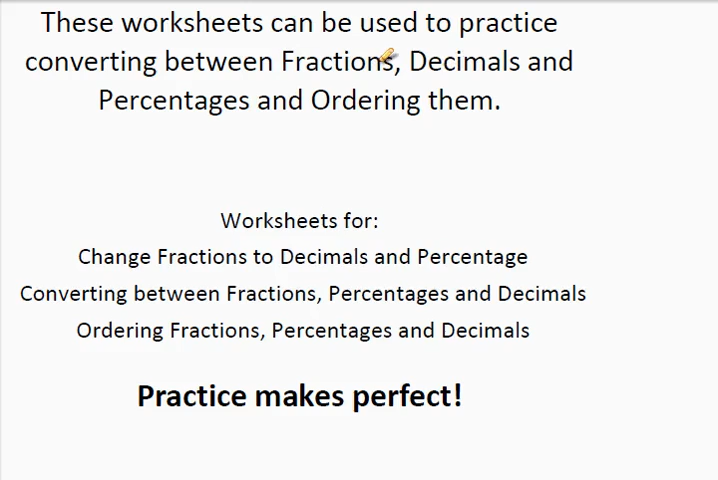 These worksheets can be used to practice
converting between Fractions, Decimals and
Percentages and Ordering them.
Worksheets for:
Change Fractions to Decimals and Percentage
Converting between Fractions, Percentages and Decimals
Ordering Fractions, Percentages and Decimals
Practice makes perfect!